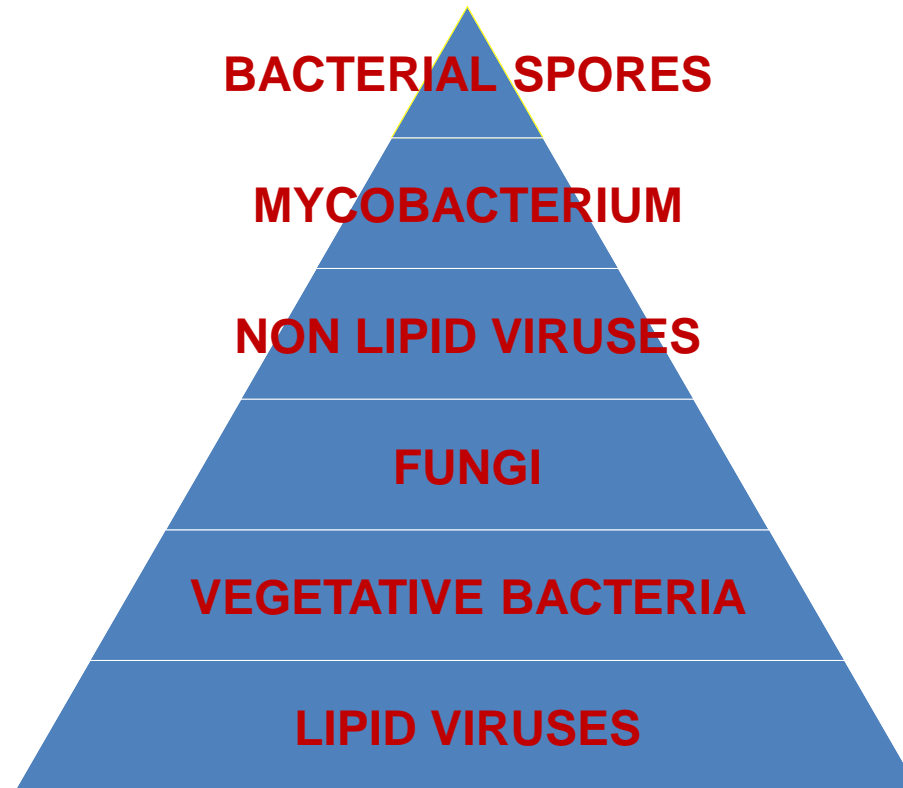 BACTERIAL SPORES
MYCOBACTERIUM
NON LIPID VIRUSES
FUNGI
VEGETATIVE BACTERIA
LIPID VIRUSES